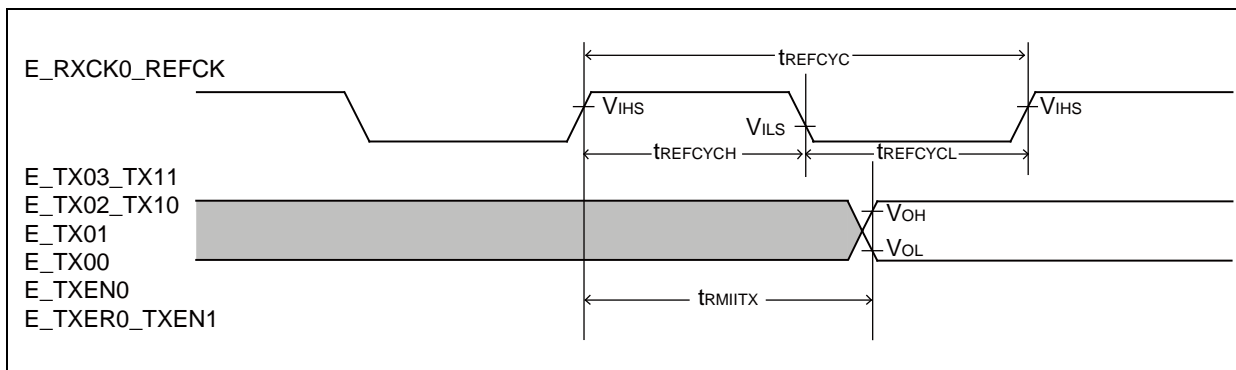 tREFCYC
E_RXCK0_REFCK
VIHS
VILS
VIHS
tREFCYCH
tREFCYCL
E_TX03_TX11
E_TX02_TX10
E_TX01
E_TX00
E_TXEN0
E_TXER0_TXEN1
VOH
VOL
tRMIITX